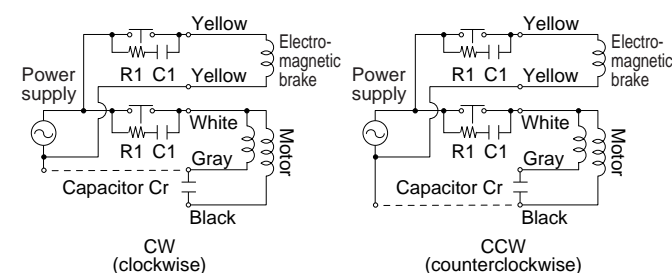 Yellow
Electro-
magnetic
brake
R1 C1
Power
supply
Yellow
White
R1 C1
Gray
Motor
Capacitor Cr
Black
CW
(clockwise)
Yellow
Electro-
magnetic
brake
R1 C1
Power
supply
Yellow
White
R1 C1
Gray
Motor
Capacitor Cr
Black
CCW
(counterclockwise)